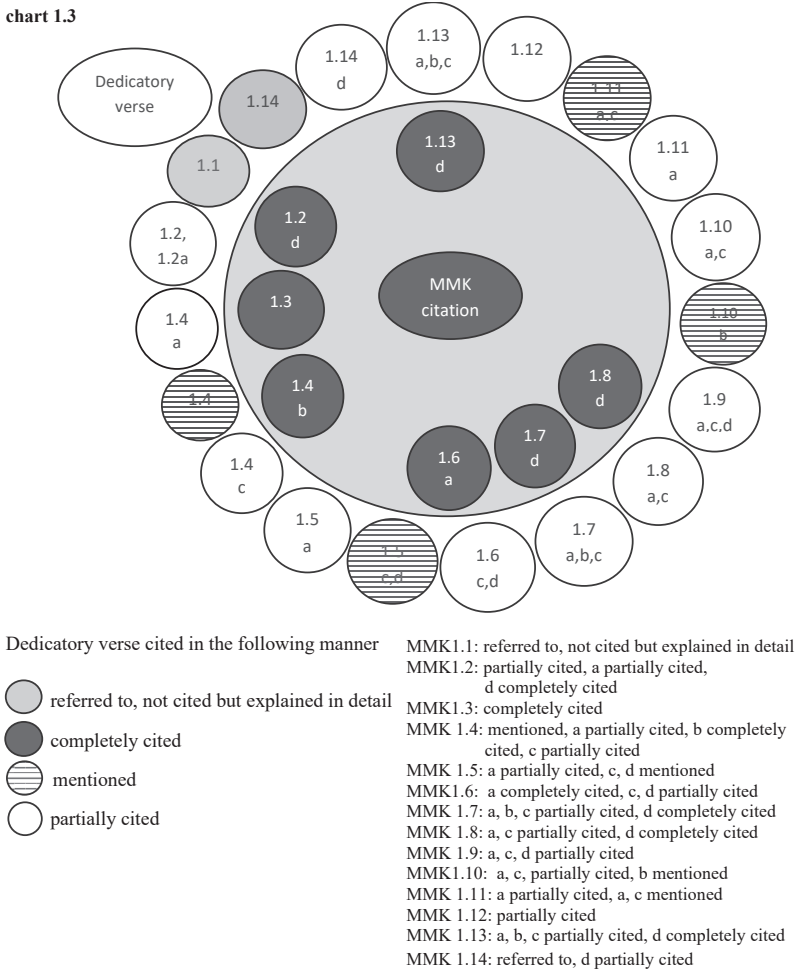 chart 1.3
Dedicatory
verse
1.14
1.14
d
1.13
a,b,c
1.12
1.11
a,c
1.11
a
1.10
a,c
1.10
b
1.9
a,c,d
1.8
a,c
1.7
a,b,c
1.6
c,d
1.5
c,d
1.5
a
1.4
c
1.4
1.4
a
1.2,
1.2a
1.1
1.13
d
1.2
d
1.3
1.4
b
MMK
citation
1.6
a
1.7
d
1.8
d
Dedicatory verse cited in the following manner
referred to, not cited but explained in detail
completely cited
mentioned
partially cited
MMK1.1: referred to, not cited but explained in detail
MMK1.2: partially cited, a partially cited,
d completely cited
MMK1.3: completely cited
MMK 1.4: mentioned, a partially cited, b completely
cited, c partially cited
MMK 1.5: a partially cited, c, d mentioned
MMK1.6: a completely cited, c, d partially cited
MMK 1.7: a, b, c partially cited, d completely cited
MMK 1.8: a, c partially cited, d completely cited
MMK 1.9: a, c, d partially cited
MMK1.10: a, c, partially cited, b mentioned
MMK 1.11: a partially cited, a, c mentioned
MMK 1.12: partially cited
MMK 1.13: a, b, c partially cited, d completely cited
MMK 1.14: referred to, d partially cited